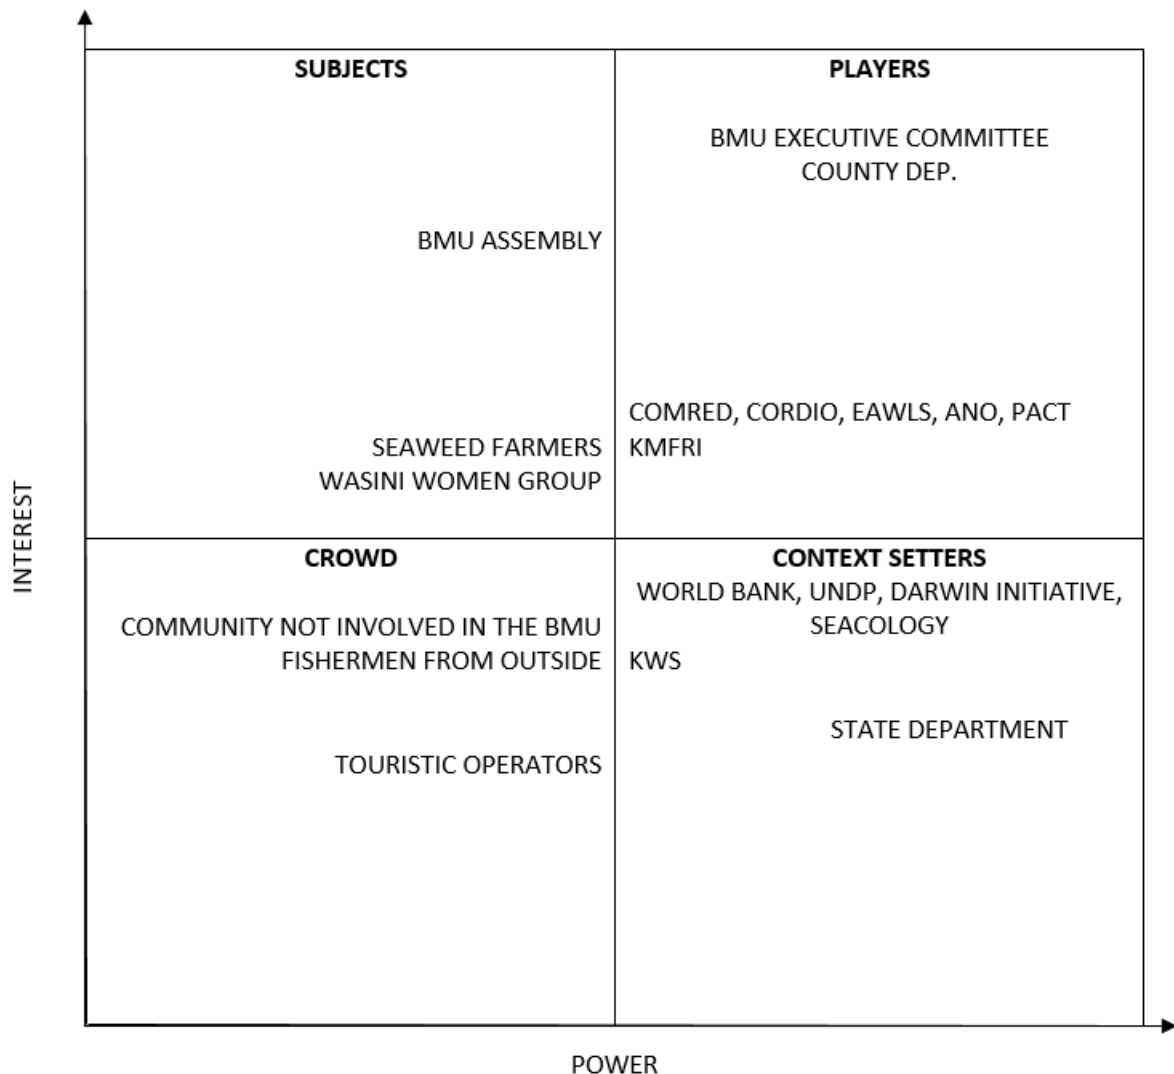 SUBJECTS
BMU ASSEMBLY
SEAWEED FARMERS
WASINI WOMEN GROUP
PLAYERS
BMU EXECUTIVE COMMITTEE
COUNTY DEP.
COMRED, CORDIO, EAWLS, ANO, PACT
KMFRI
CROWD
COMMUNITY NOT INVOLVED IN THE BMU
FISHERMEN FROM OUTSIDE
TOURISTIC OPERATORS
CONTEXT SETTERS
WORLD BANK, UNDP, DARWIN INITIATIVE,
SEACOLOGY
KWS
STATE DEPARTMENT
INTEREST
POWER